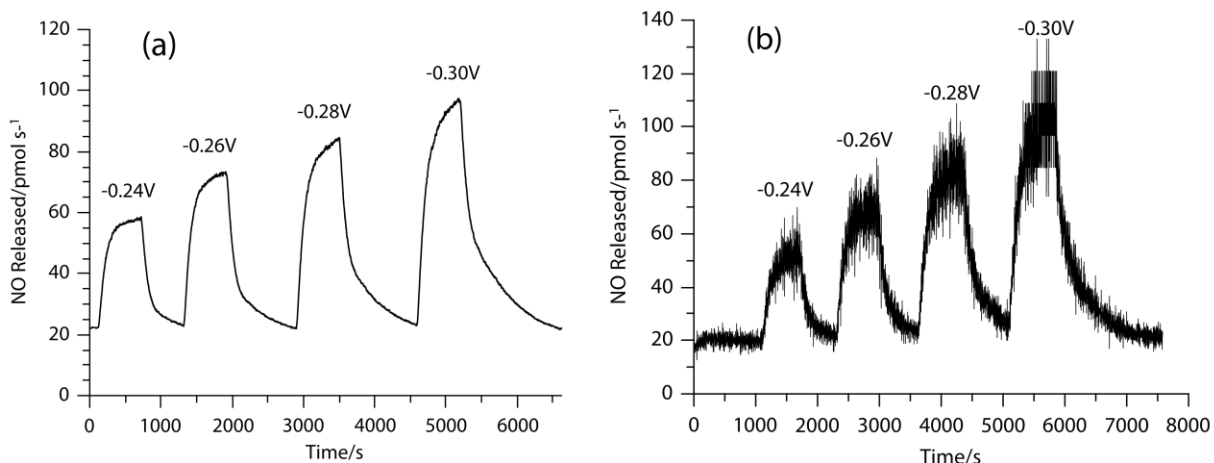 (a)
120
100
80
60
40
20
0
NO Released/pmol s⁻¹
-0.24V
-0.26V
-0.28V
-0.30V
0 1000 2000 3000 4000 5000 6000
Time/s
(b)
140
120
100
80
60
40
20
0
NO Released/pmol s⁻¹
-0.24V
-0.26V
-0.28V
-0.30V
0 1000 2000 3000 4000 5000 6000 7000 8000
Time/s